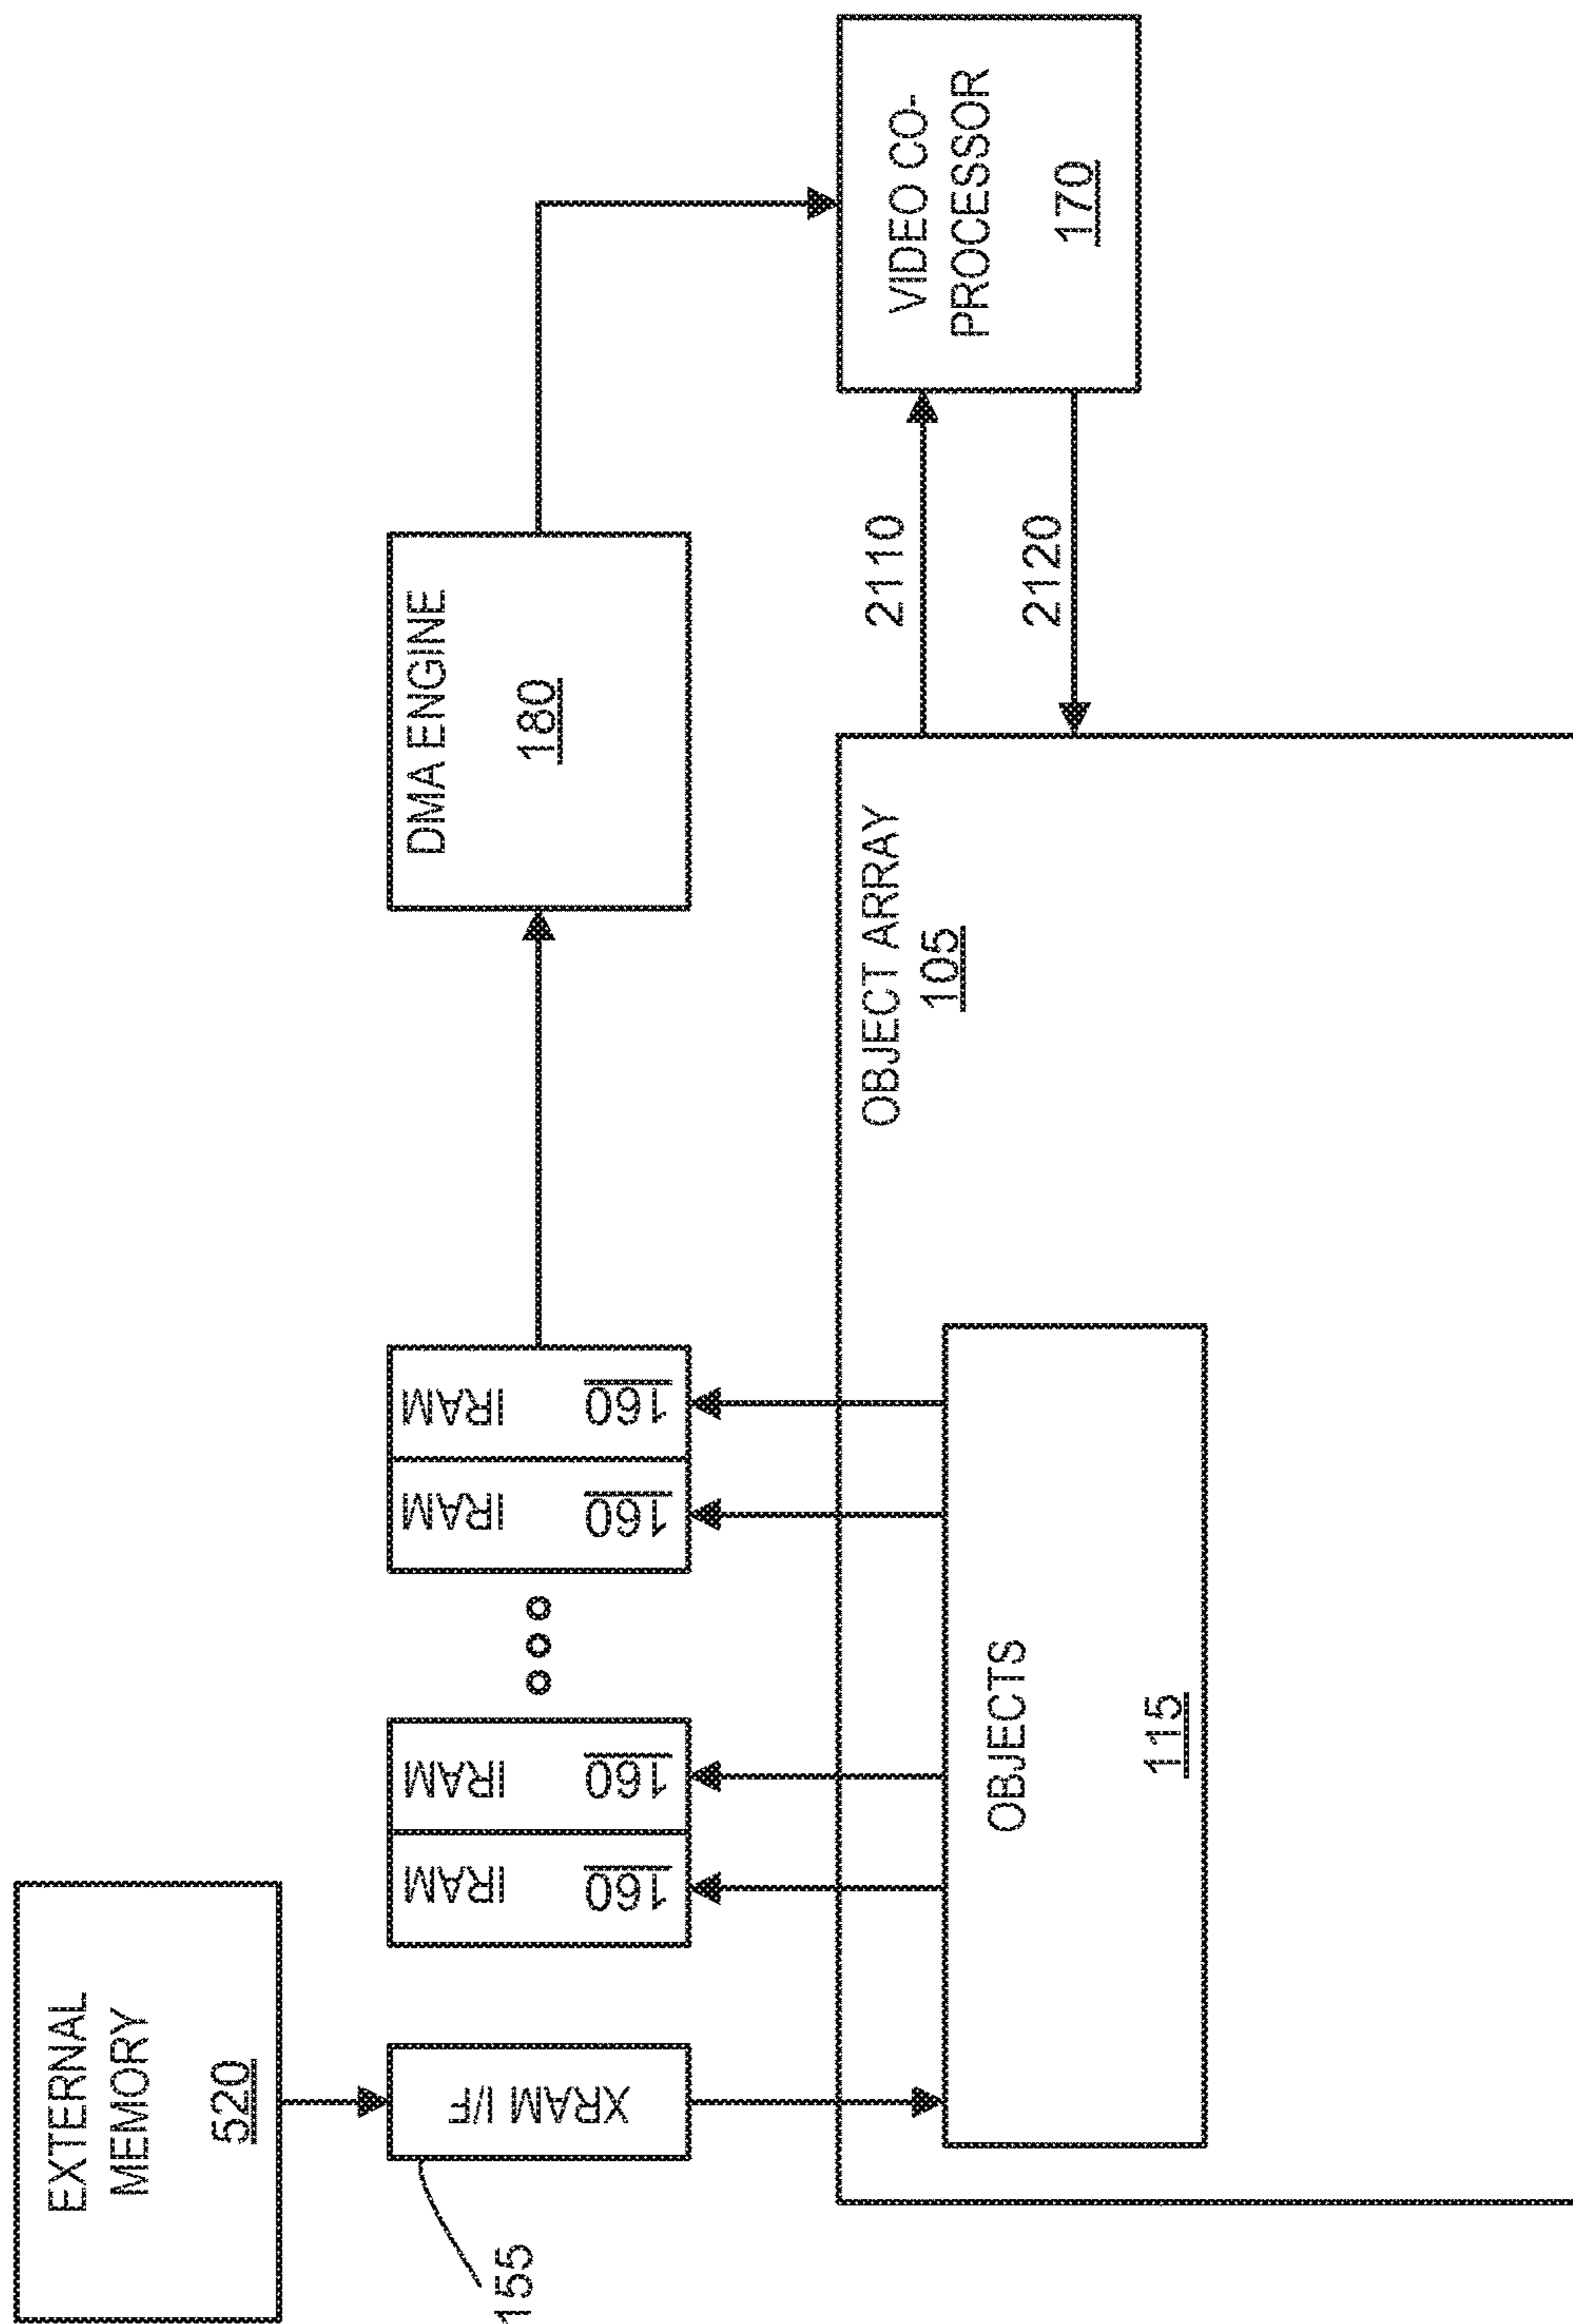 EXTERNAL
MEMORY
520
155
XRAM I/F
IRAM
160
IRAM
160
IRAM
160
IRAM
160
DMA ENGINE
180
OBJECT ARRAY
105
OBJECTS
115
2110
2120
VIDEO CO-
PROCESSOR
170